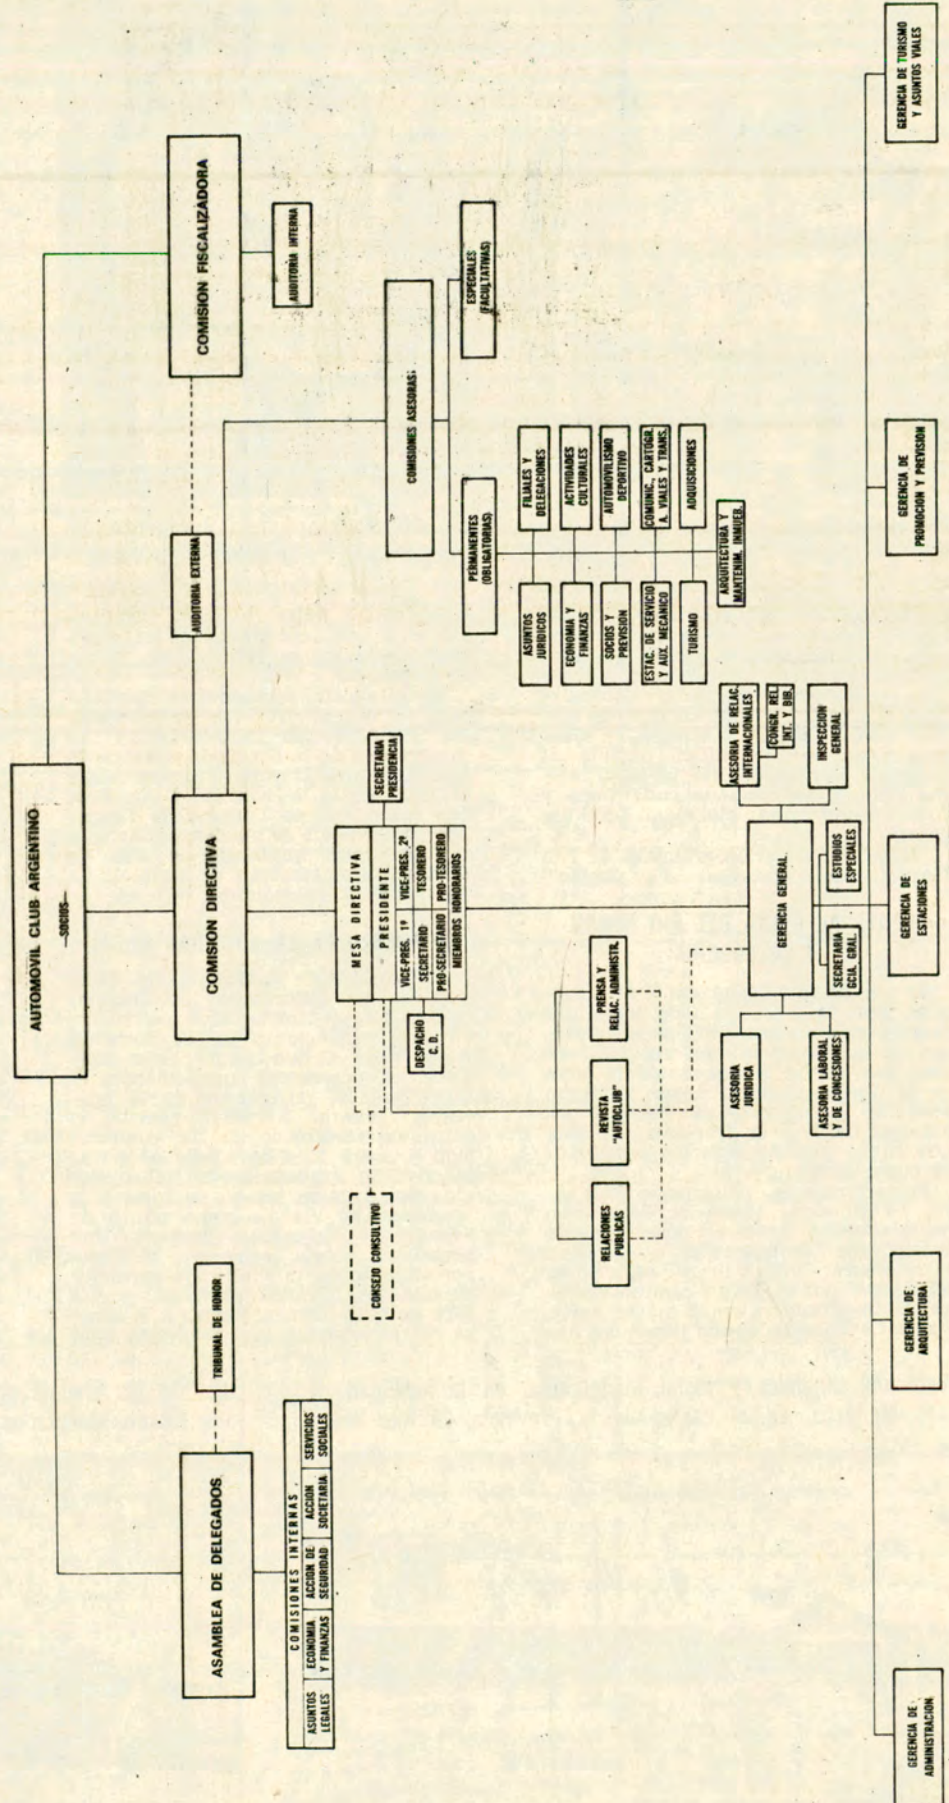 AUTOMOVIL CLUB ARGENTINO
SOCIOS
ASAMBLEA DE DELEGADOS
TRIBUNAL DE HONOR
COMISIONES INTERNAS
ASUNTOS
LEGALES
ECONOMIA
Y FINANZAS
ACCION DE
SEGURIDAD
ACCION
SOCIETARIA
SERVICIOS
SOCIALES
COMISION DIRECTIVA
AUDITORIA EXTERNA
COMISION FISCALIZADORA
AUDITORIA INTERNA
MESA DIRECTIVA
PRESIDENTE
VICE-PRES. 1º VICE-PRES. 2º
SECRETARIO TESORERO
PRO-SECRETARIO PRO-TESORERO
MIEMBROS HONORARIOS
SECRETARIA
PRESIDENCIA
DESPACHO
C. D.
CONSEJO CONSULTIVO
COMISIONES ASESORAS
PERMANENTES
(OBLIGATORIAS)
ESPECIALES
(FACULTATIVAS)
ASUNTOS
JURIDICOS
FILIALES Y
DELEGACIONES
ECONOMIA Y
FINANZAS
ACTIVIDADES
CULTURALES
SOCIOS Y
PREVISION
AUTOMOVILISMO
DEPORTIVO
ESTAC. DE SERVICIO
Y AUX. MECANICO
COMUNIC., CARTOGR.
A. VIALES Y TRANS.
TURISMO
ADQUISICIONES
ARQUITECTURA Y
MANTENIM. INMUEB.
RELACIONES
PUBLICAS
REVISTA
"AUTOCLUB"
PRENSA Y
RELAC. ADMINISTR.
GERENCIA GENERAL
ASESORIA
JURIDICA
ASESORIA LABORAL
Y DE CONCESIONES
ASESORIA DE RELAC.
INTERNACIONALES
CONGR. REL.
INT. Y BIB.
INSPECCION
GENERAL
SECRETARIA
GCIA. GRAL.
ESTUDIOS
ESPECIALES
GERENCIA DE
ADMINISTRACION
GERENCIA DE
ARQUITECTURA
GERENCIA DE
ESTACIONES
GERENCIA DE
PROMOCION Y PREVISION
GERENCIA DE TURISMO
Y ASUNTOS VIALES